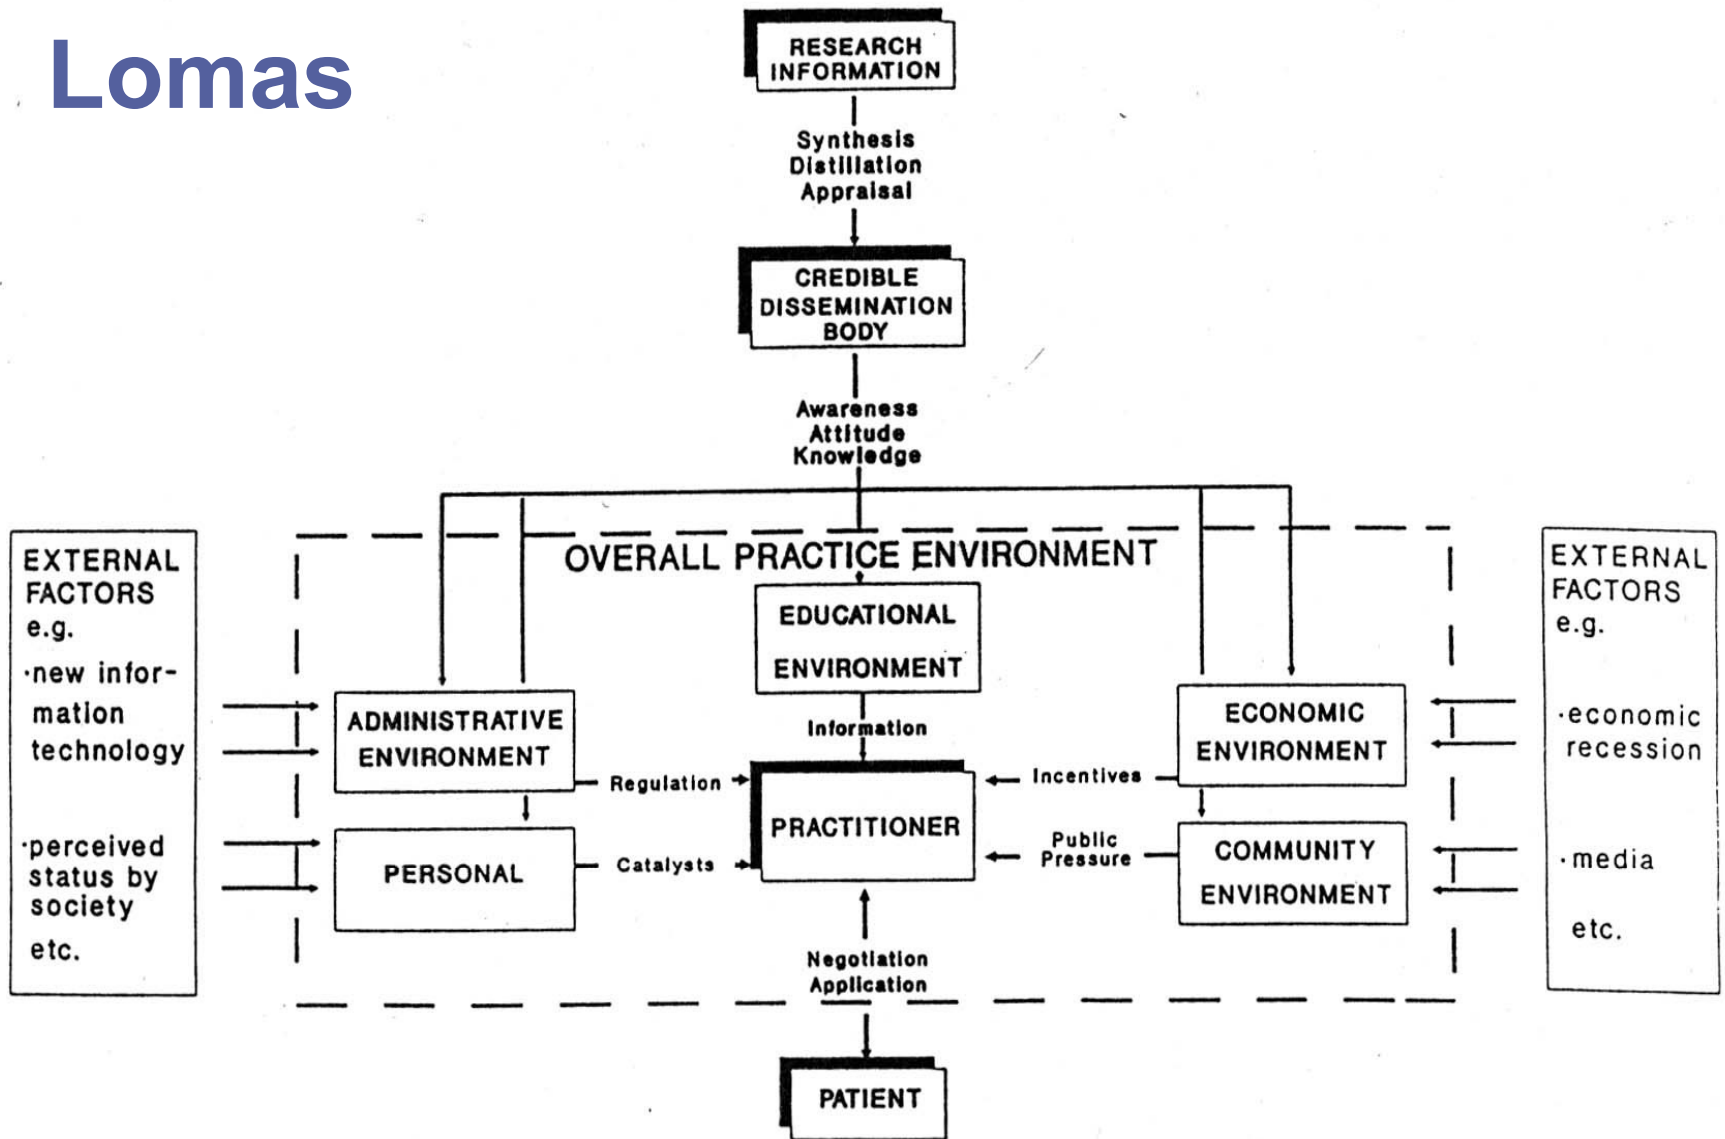 Lomas
RESEARCH
INFORMATION
Synthesis
Distillation
Appraisal
CREDIBLE
DISSEMINATION
BODY
Awareness
Attitude
Knowledge
OVERALL PRACTICE ENVIRONMENT
EXTERNAL
FACTORS
e.g.
·new infor-
mation
technology
·perceived
status by
society
etc.
EDUCATIONAL
ENVIRONMENT
Information
ADMINISTRATIVE
ENVIRONMENT
Regulation
PERSONAL
Catalysts
PRACTITIONER
Incentives
Public
Pressure
ECONOMIC
ENVIRONMENT
COMMUNITY
ENVIRONMENT
EXTERNAL
FACTORS
e.g.
·economic
recession
·media
etc.
Negotiation
Application
PATIENT